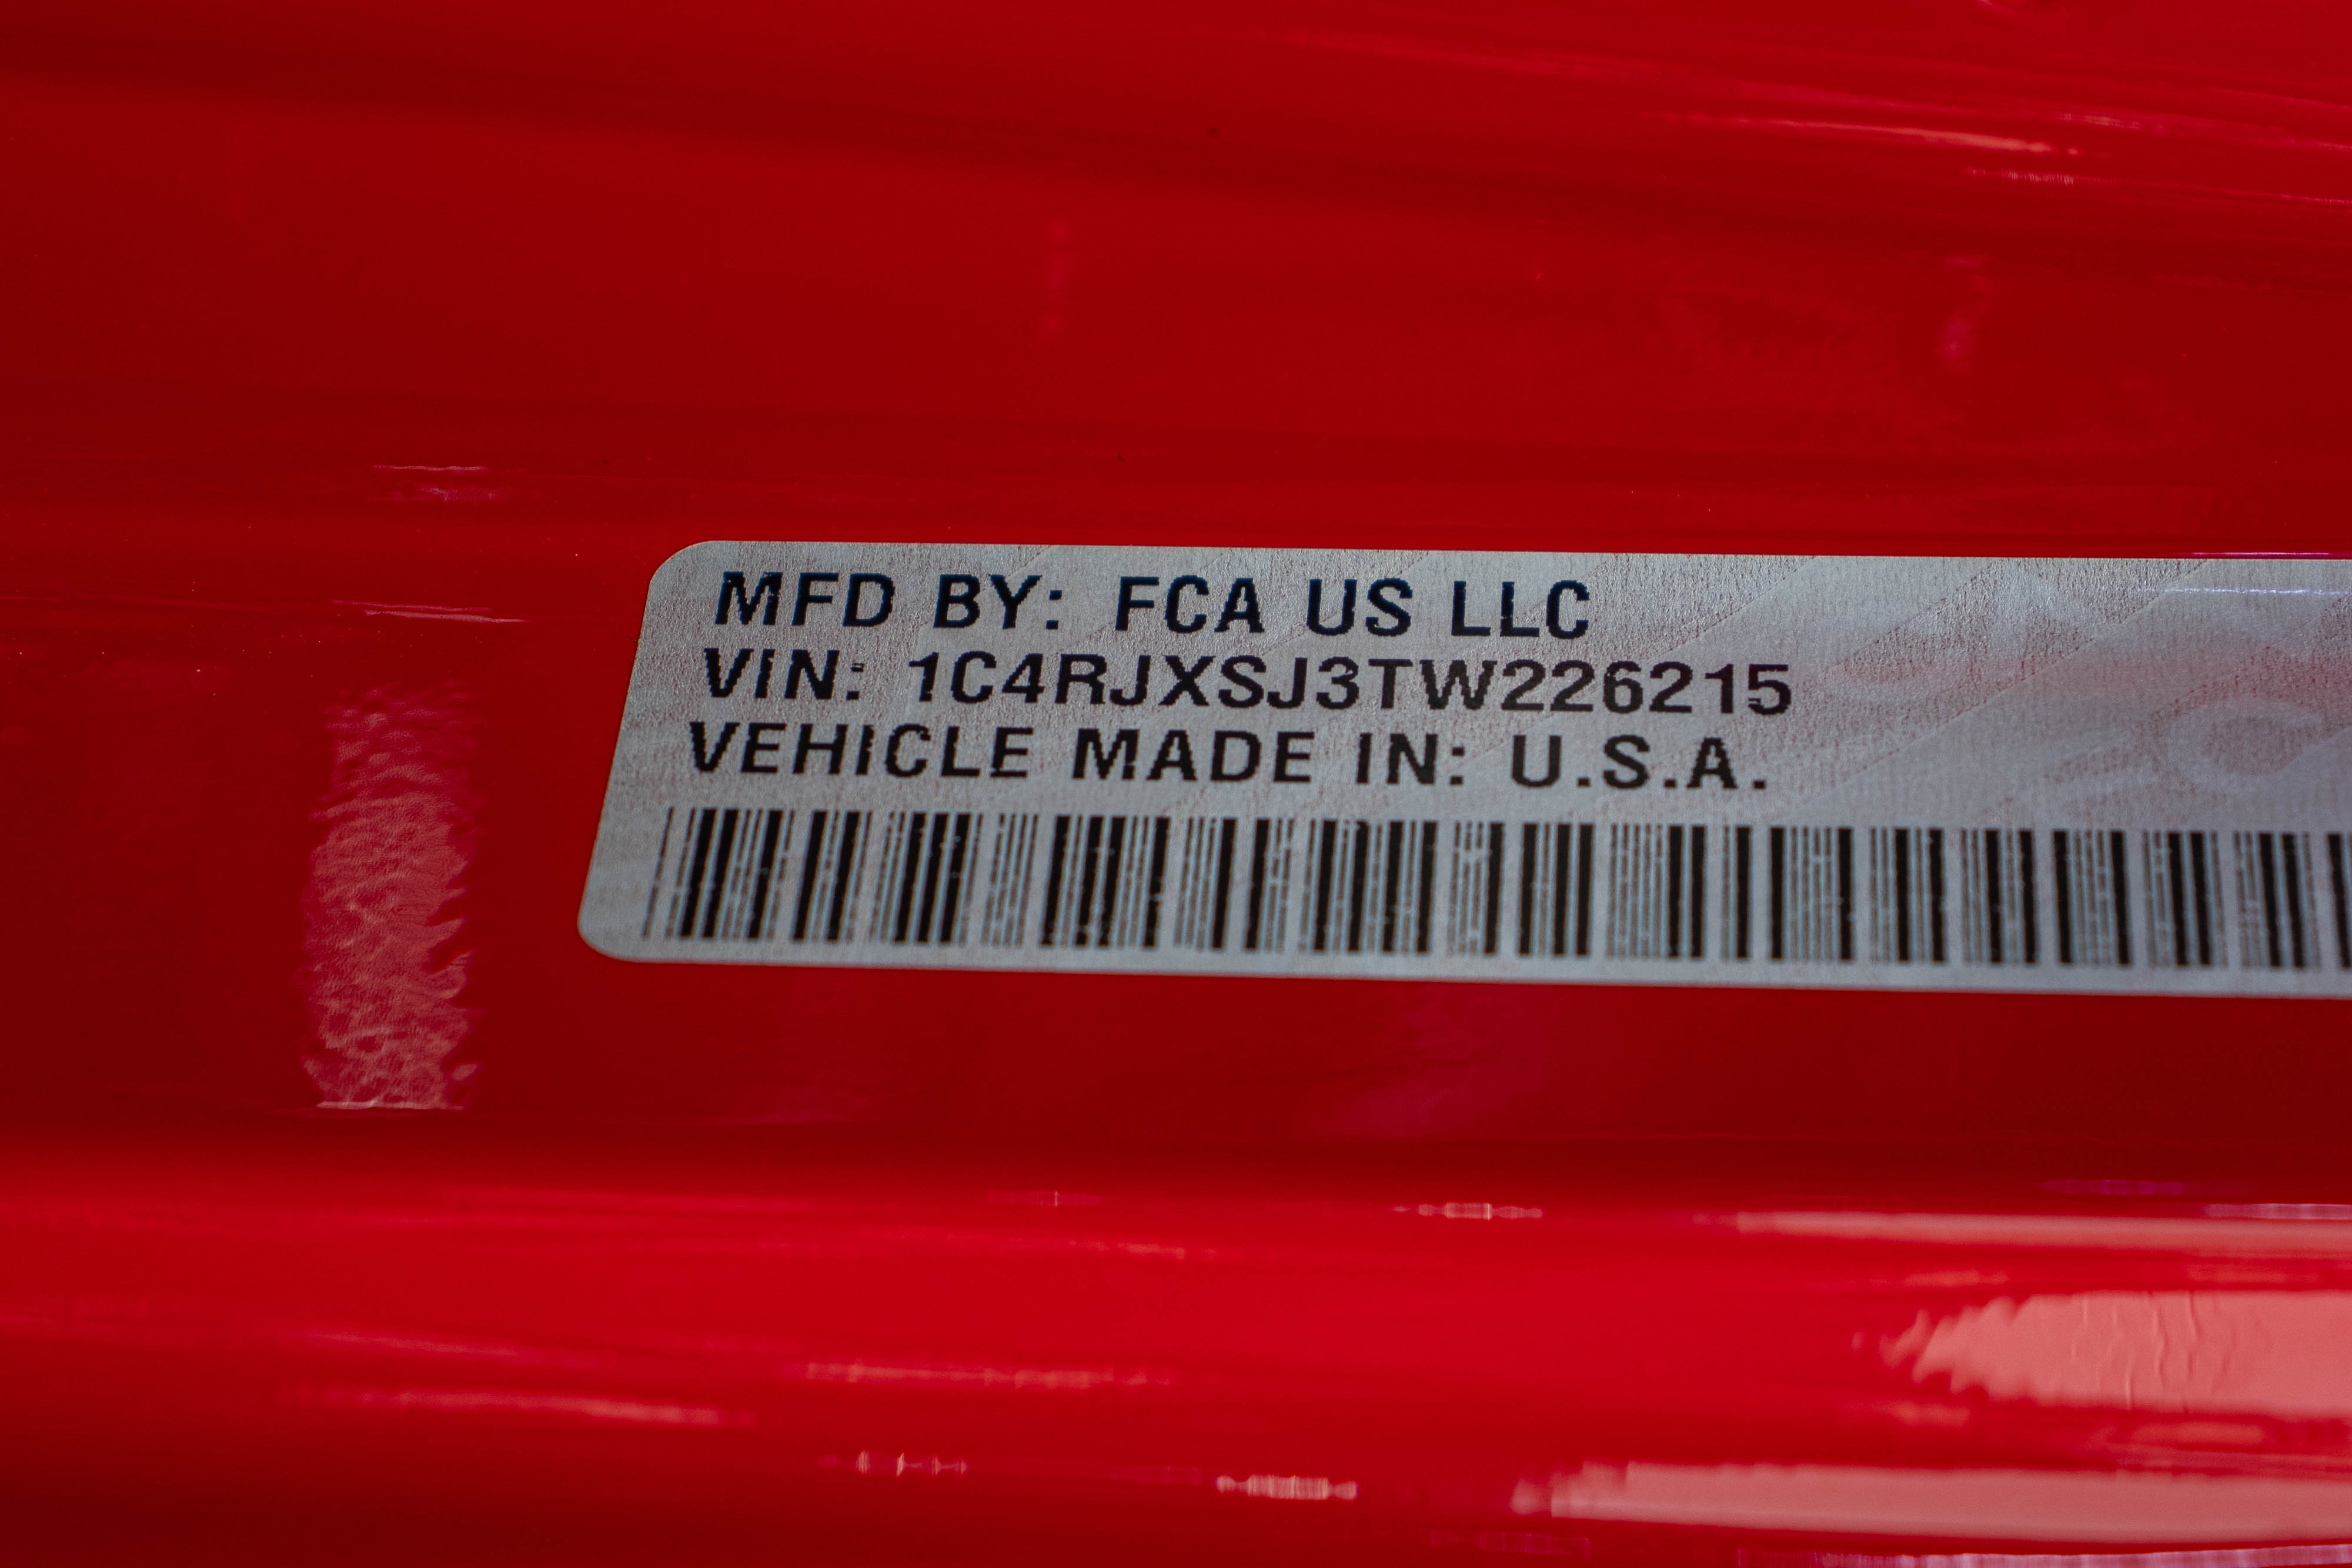 MFD BY: FCA US LLC
VIN: 1C4RJXSJ3TW226215
VEHICLE MADE IN: U.S.A.